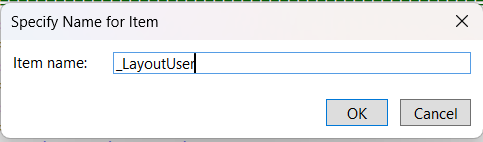 Specify Name for Item
Item name: _LayoutUser
OK Cancel